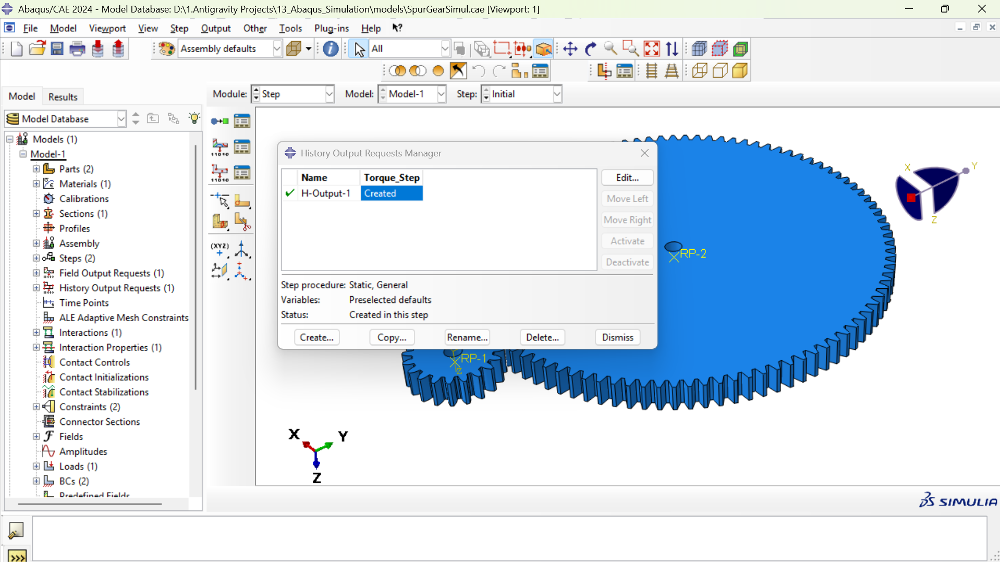 Abaqus/CAE 2024 - Model Database: D:\1.Antigravity Projects\13_Abaqus_Simulation\models\SpurGearSimul.cae [Viewport: 1]
File Model Viewport View Step Output Other Tools Plug-ins Help
Assembly defaults All
Model Results
Module: Step Model: Model-1 Step: Initial
Model Database
Models (1)
Model-1
Parts (2)
Materials (1)
Calibrations
Sections (1)
Profiles
Assembly
Steps (2)
Field Output Requests (1)
History Output Requests (1)
Time Points
ALE Adaptive Mesh Constraints
Interactions (1)
Interaction Properties (1)
Contact Controls
Contact Initializations
Contact Stabilizations
Constraints (2)
Connector Sections
Fields
Amplitudes
Loads (1)
BCs (2)
Predefined Fields
11010
11010
(XYZ)
History Output Requests Manager
Name Torque_Step
H-Output-1 Created
Edit...
Move Left
Move Right
Activate
Deactivate
Step procedure: Static, General
Variables: Preselected defaults
Status: Created in this step
Create... Copy... Rename... Delete... Dismiss
RP-2
RP-1
Z
X Y
Z
X Y
Z
SIMULIA
>>>